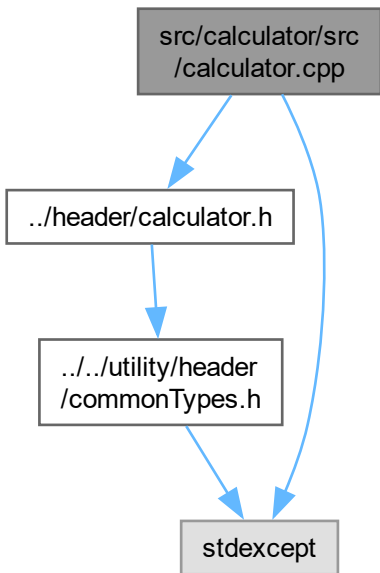 src/calculator/src
/calculator.cpp
../header/calculator.h
../../utility/header
/commonTypes.h
stdexcept